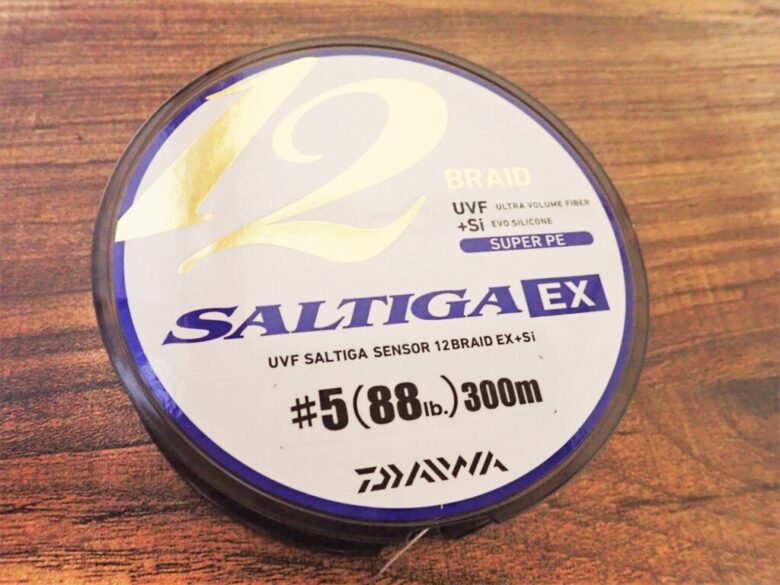 12
BRAID
UVF ULTRA VOLUME FIBER
+Si EVO SILICONE
SUPER PE
SALTIGA EX
UVF SALTIGA SENSOR 12BRAID EX+Si
#5(88lb.)300m
DAIWA